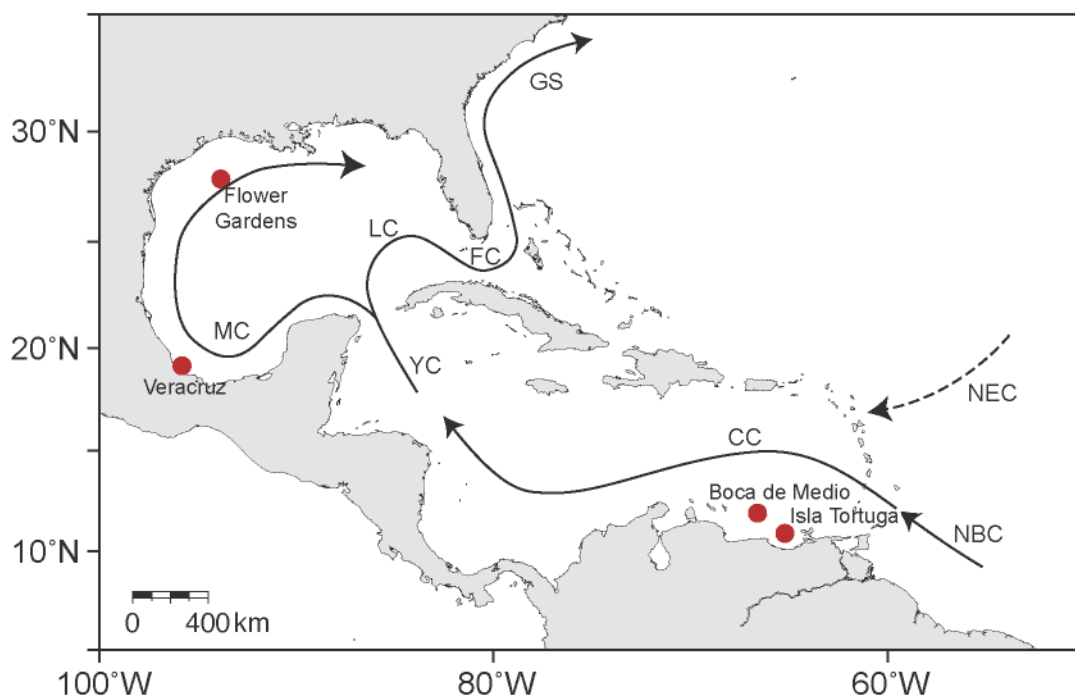 GS
30°N
Flower
Gardens
LC
FC
MC
20°N
YC
Veracruz
NEC
CC
Boca de Medio
Isla Tortuga
NBC
10°N
0 400 km
100°W 80°W 60°W